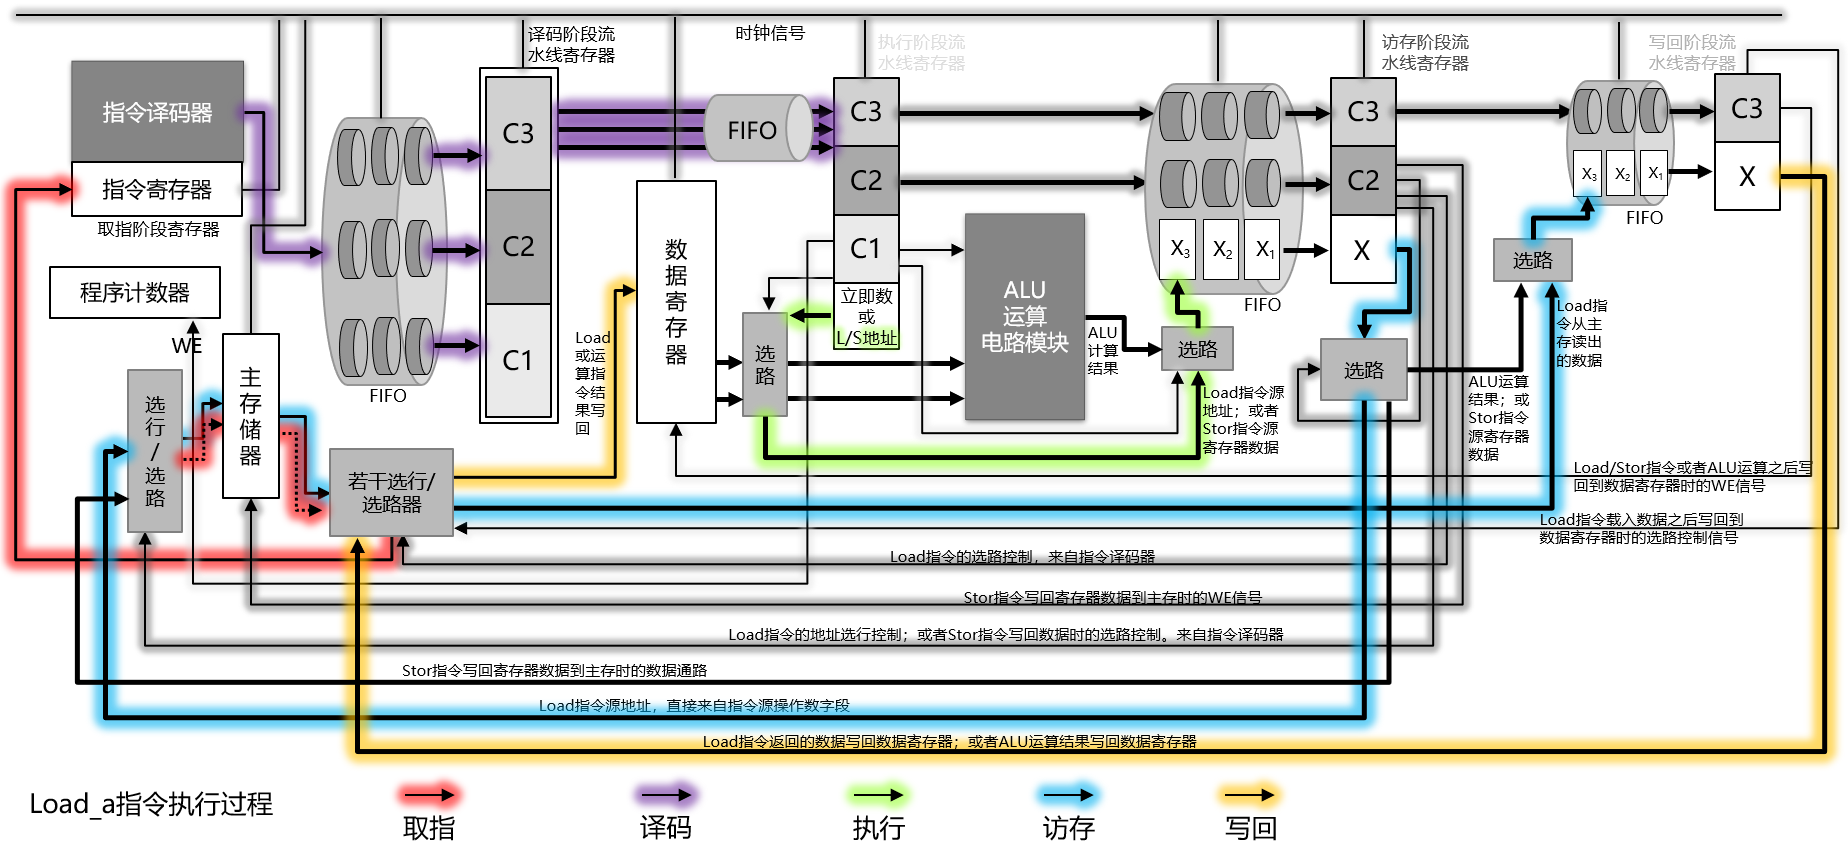 译码阶段流
水线寄存器
时钟信号
执行阶段流
水线寄存器
访存阶段流
水线寄存器
写回阶段流
水线寄存器
指令译码器
指令寄存器
取指阶段寄存器
程序计数器
WE
FIFO
C3
C2
C1
FIFO
C3
C2
C1
立即数
或
L/S地址
数
据
寄
存
器
选
路
ALU
运算
电路模块
ALU
计算
结果
X3
X2
X1
FIFO
选路
Load指令源
地址；或者
Stor指令源
寄存器数据
C3
C2
X
选路
ALU运算
结果；或
Stor指令
源寄存器
数据
X3
X2
X1
FIFO
选路
Load指
令从主
存读出
的数据
C3
X
Load
或运
算指
令结
果写
回
选
行
/
选
路
主
存
储
器
若干选行/
选路器
Load/Stor指令或者ALU运算之后写
回到数据寄存器时的WE信号
Load指令载入数据之后写回到
数据寄存器时的选路控制信号
Load指令的选路控制，来自指令译码器
Stor指令写回寄存器数据到主存时的WE信号
Load指令的地址选行控制；或者Stor指令写回数据时的选路控制。来自指令译码器
Stor指令写回寄存器数据到主存时的数据通路
Load指令源地址，直接来自指令源操作数字段
Load指令返回的数据写回数据寄存器；或者ALU运算结果写回数据寄存器
Load_a指令执行过程
取指
译码
执行
访存
写回